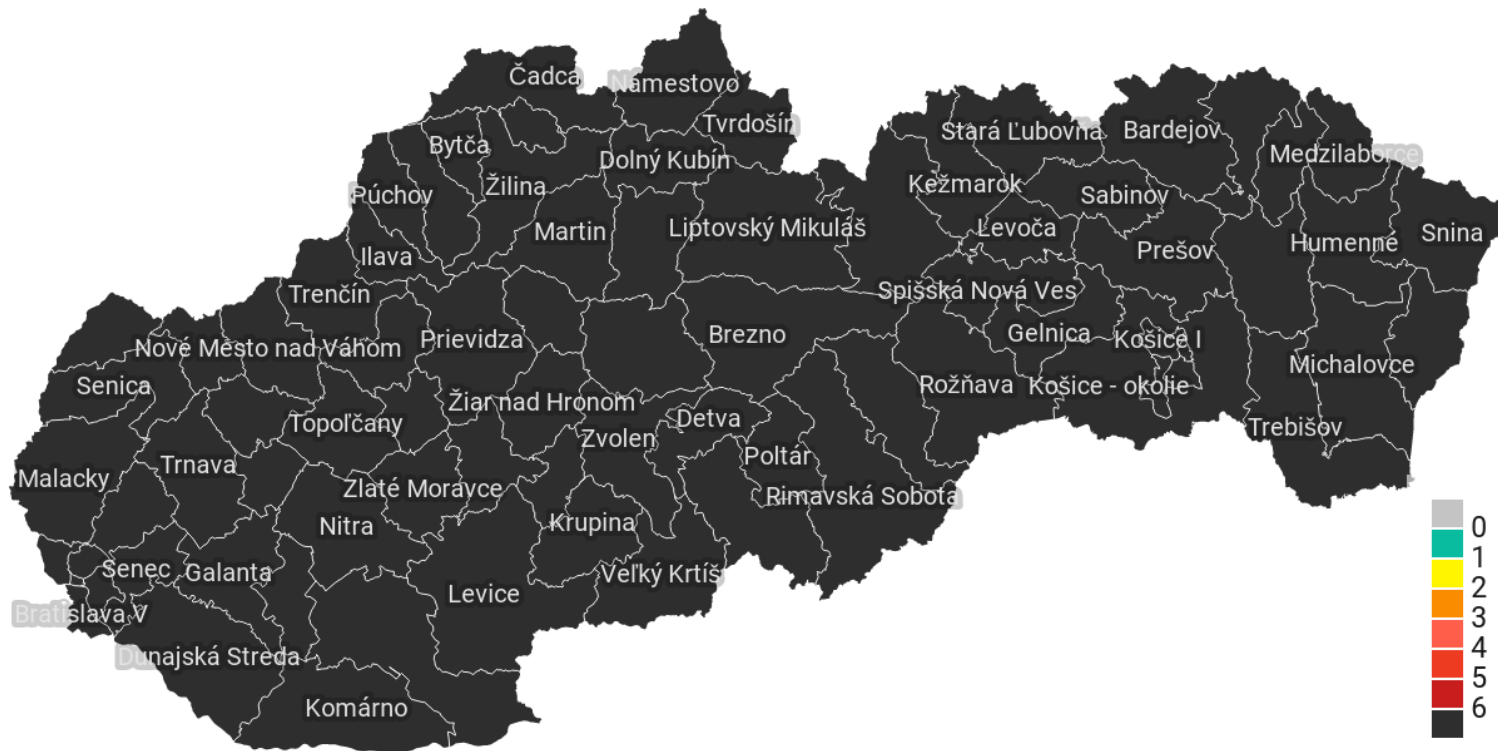 Čadca
Námestovo
Tvrdošín
Stará Ľubovňa
Bardejov
Bytča
Dolný Kubín
Medzilaborce
Púchov
Žilina
Kežmarok
Sabinov
Martin
Liptovský Mikuláš
Levoča
Snina
Ilava
Prešov
Humenné
Trenčín
Spišská Nová Ves
Nové Mesto nad Váhom
Prievidza
Brezno
Gelnica
Košice I
Senica
Michalovce
Rožňava
Košice - okolie
Žiar nad Hronom
Topoľčany
Detva
Zvolen
Trebišov
Trnava
Poltár
Malacky
Zlaté Moravce
Rimavská Sobota
Nitra
Krupina
Senec
Galanta
Veľký Krtíš
Levice
Bratislava V
Dunajská Streda
Komárno
0
1
2
3
4
5
6